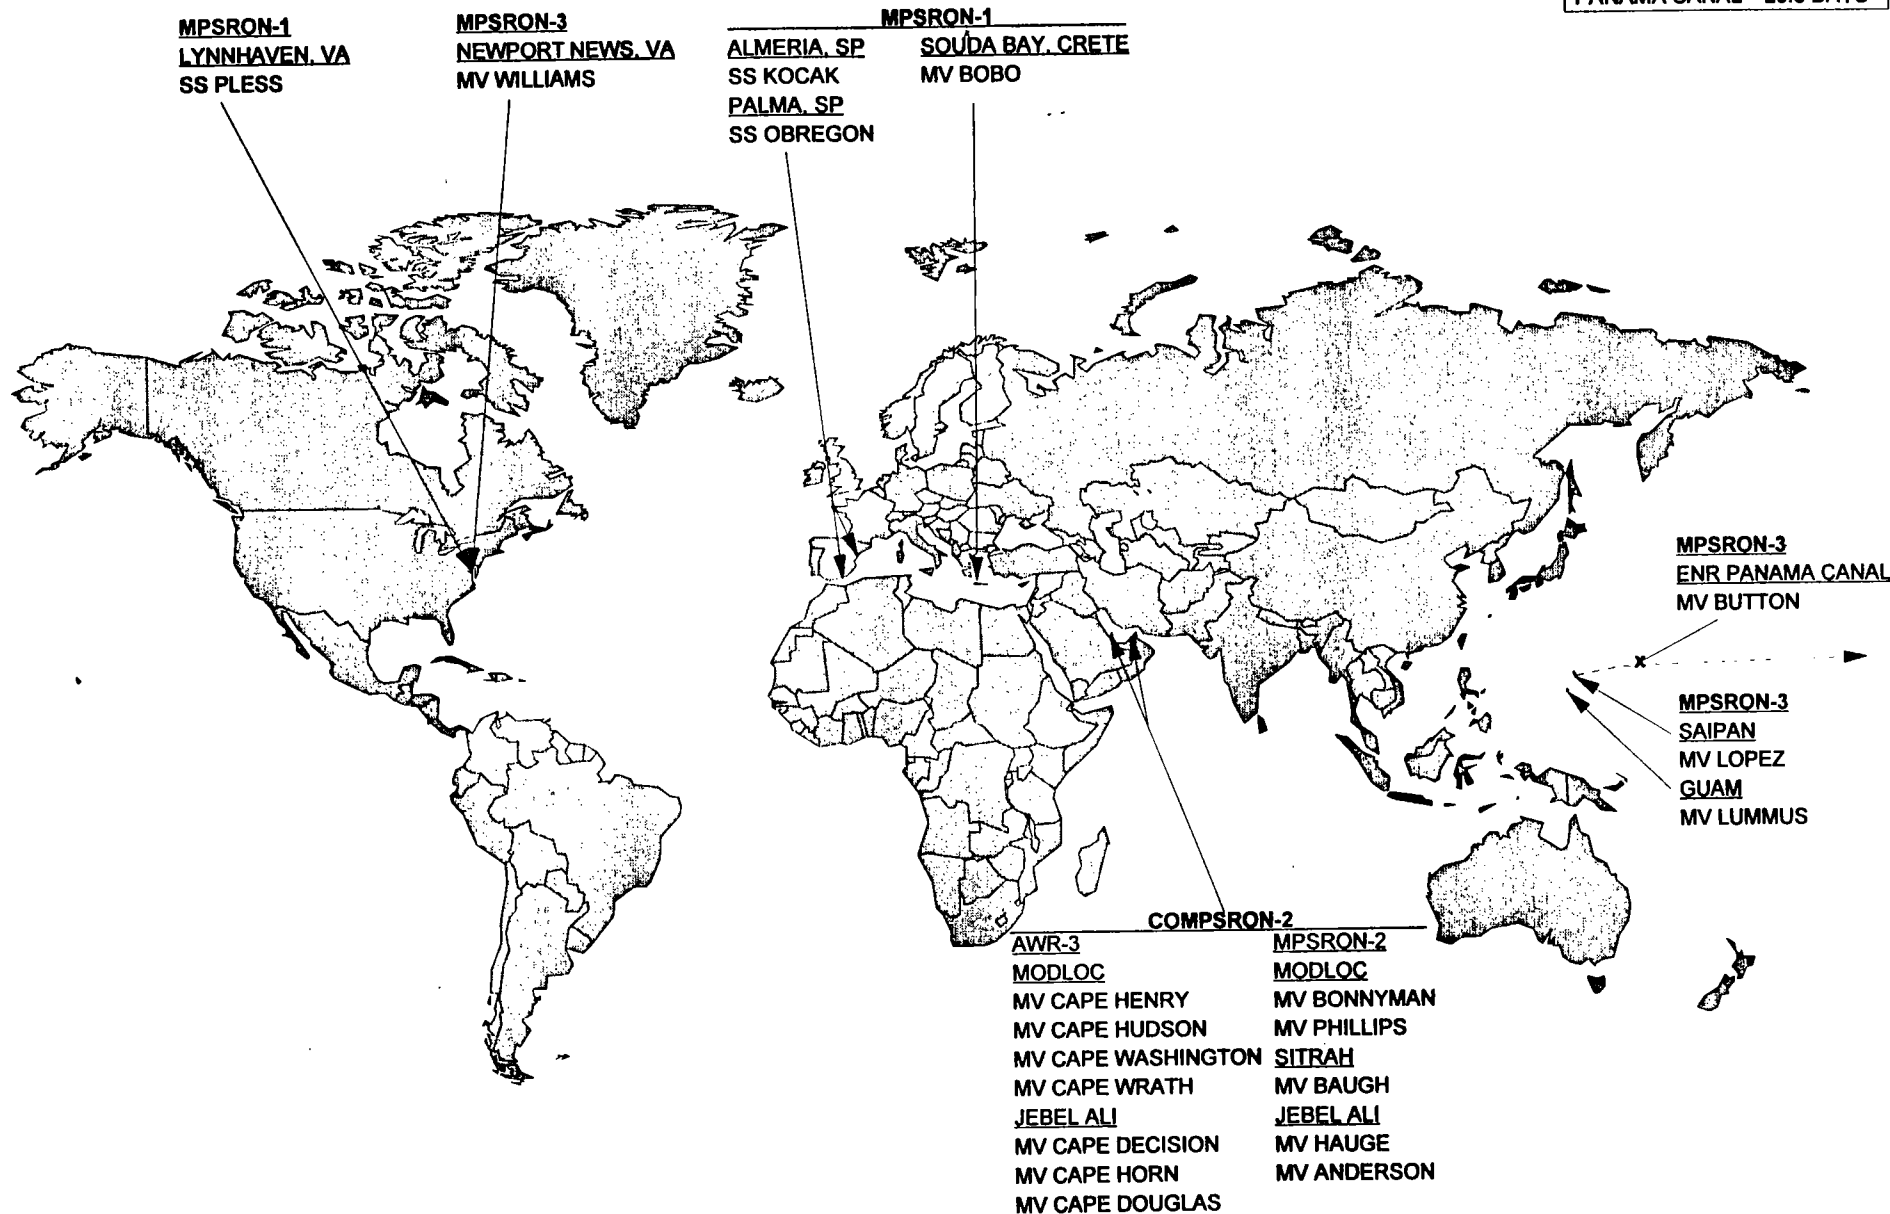 PANAMA CANAL
MPSRON-1
LYNNHAVEN, VA
SS PLESS
MPSRON-3
NEWPORT NEWS, VA
MV WILLIAMS
MPSRON-1
ALMERIA, SP
SS KOCAK
PALMA, SP
SS OBREGON
SOUDA BAY, CRETE
MV BOBO
MPSRON-3
ENR PANAMA CANAL
MV BUTTON
x
MPSRON-3
SAIPAN
MV LOPEZ
GUAM
MV LUMMUS
COMPSRON-2
AWR-3
MODLOC
MV CAPE HENRY
MV CAPE HUDSON
MV CAPE WASHINGTON
MV CAPE WRATH
JEBEL ALI
MV CAPE DECISION
MV CAPE HORN
MV CAPE DOUGLAS
MPSRON-2
MODLOC
MV BONNYMAN
MV PHILLIPS
SITRAH
MV BAUGH
JEBEL ALI
MV HAUGE
MV ANDERSON